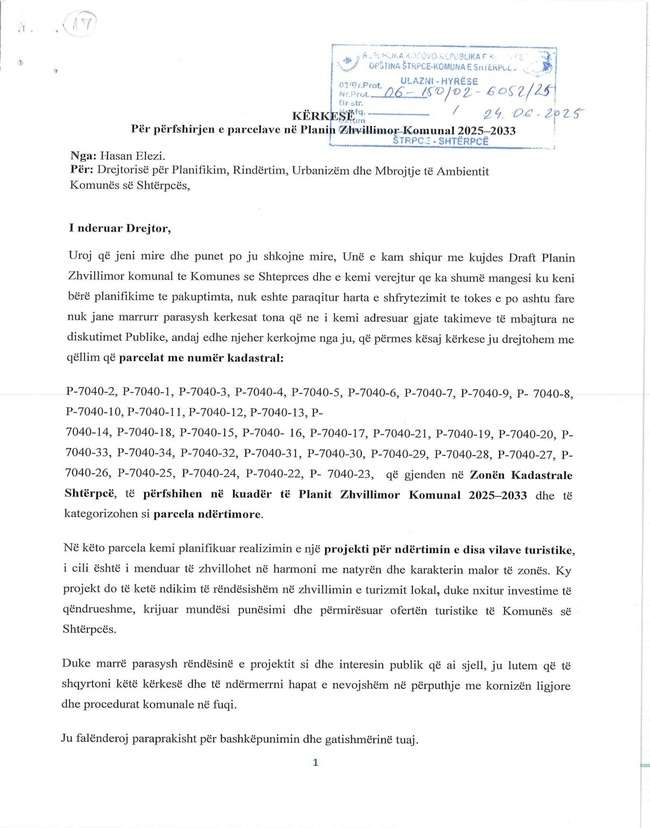 17
REPUBLIKA E K
OPŠTINA ŠTRPCE-KOMUNA E SHTËRPCË
ULAZNI - HYRËSE
Nr.Prot. 06-150/02-6052/25
1 24.06-2025
ŠTRPCE - SHTËRPCË
KËRKESË
Për përfshirjen e parcelave në Planin Zhvillimor Komunal 2025–2033
Nga: Hasan Elezi.
Për: Drejtorisë për Planifikim, Rindërtim, Urbanizëm dhe Mbrojtje të Ambientit
Komunës së Shtërpcës,
I nderuar Drejtor,
Uroj që jeni mire dhe punet po ju shkojne mire, Unë e kam shiqur me kujdes Draft Planin
Zhvillimor komunal te Komunes se Shteprces dhe e kemi verejtur qe ka shumë mangesi ku keni
bërë planifikime te pakuptimta, nuk eshte paraqitur harta e shfrytezimit te tokes e po ashtu fare
nuk jane marrurr parasysh kerkesat tona që ne i kemi adresuar gjate takimeve të mbajtura ne
diskutimet Publike, andaj edhe njeher kerkojme nga ju, që përmes kësaj kërkese ju drejtohem me
qëllim që parcelat me numër kadastral:
P-7040-2, P-7040-1, P-7040-3, P-7040-4, P-7040-5, P-7040-6, P-7040-7, P-7040-9, P- 7040-8,
P-7040-10, P-7040-11, P-7040-12, P-7040-13, P-
7040-14, P-7040-18, P-7040-15, P-7040- 16, P-7040-17, P-7040-21, P-7040-19, P-7040-20, P-
7040-33, P-7040-34, P-7040-32, P-7040-31, P-7040-30, P-7040-29, P-7040-28, P-7040-27, P-
7040-26, P-7040-25, P-7040-24, P-7040-22, P- 7040-23, që gjenden në Zonën Kadastrale
Shtërpcë, të përfshihen në kuadër të Planit Zhvillimor Komunal 2025–2033 dhe të
kategorizohen si parcela ndërtimore.
Në këto parcela kemi planifikuar realizimin e një projekti për ndërtimin e disa vilave turistike,
i cili është i menduar të zhvillohet në harmoni me natyrën dhe karakterin malor të zonës. Ky
projekt do të ketë ndikim të rëndësishëm në zhvillimin e turizmit lokal, duke nxitur investime të
qëndrueshme, krijuar mundësi punësimi dhe përmirësuar ofertën turistike të Komunës së
Shtërpcës.
Duke marrë parasysh rëndësinë e projektit si dhe interesin publik që ai sjell, ju lutem që të
shqyrtoni këtë kërkesë dhe të ndërmerrni hapat e nevojshëm në përputhje me kornizën ligjore
dhe procedurat komunale në fuqi.
Ju falënderoj paraprakisht për bashkëpunimin dhe gatishmërinë tuaj.
1